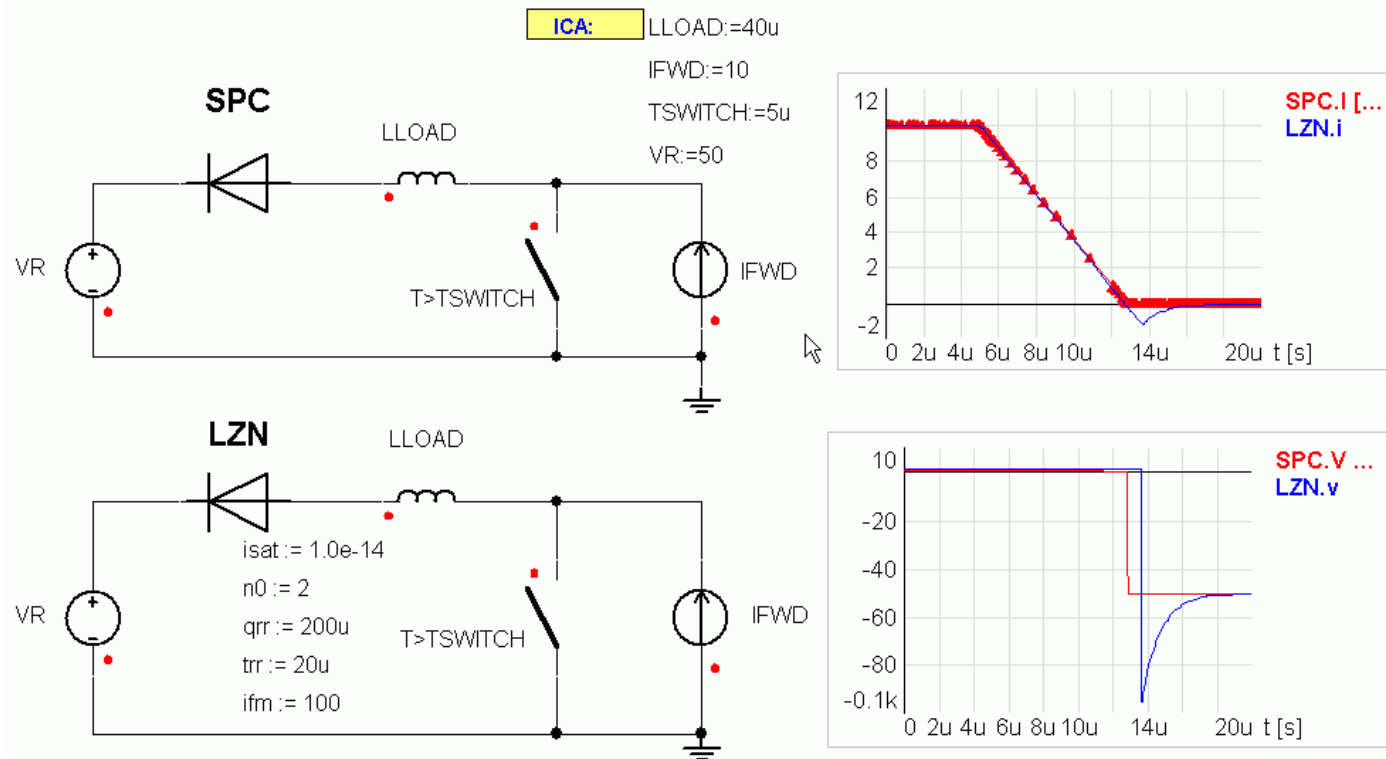 ICA: LLOAD:=40u
IFWD:=10
TSWITCH:=5u
VR:=50
SPC
LLOAD
VR
T>TSWITCH
IFWD
12
8
6
4
2
-2
0 2u 4u 6u 8u 10u 14u 20u t [s]
SPC.I [...
LZN.i
LZN
LLOAD
isat := 1.0e-14
n0 := 2
qrr := 200u
trr := 20u
ifm := 100
VR
T>TSWITCH
IFWD
10
-20
-40
-60
-80
-0.1k
0 2u 4u 6u 8u 10u 14u 20u t [s]
SPC.V ...
LZN.v